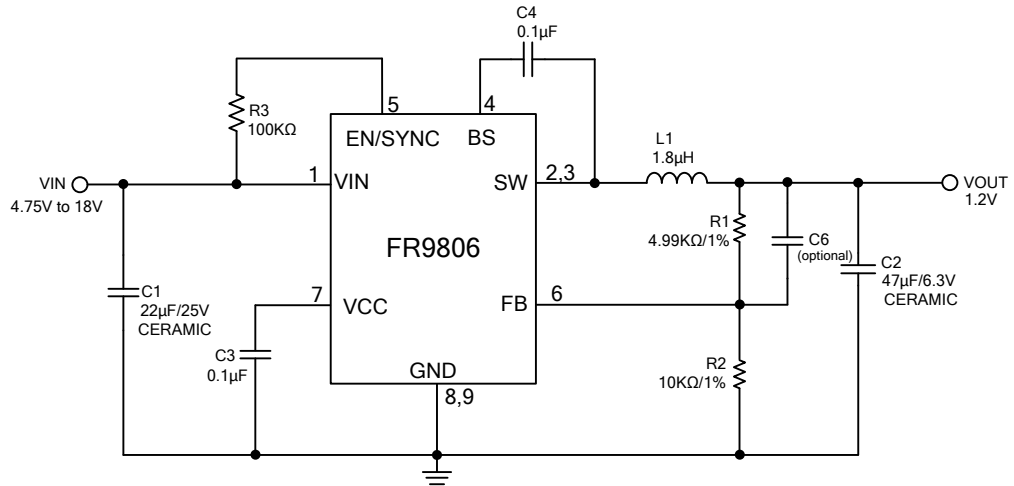 C4
0.1µF
R3
100KΩ
5
4
EN/SYNC
BS
L1
1.8µH
VIN
4.75V to 18V
1
VIN
SW
2,3
VOUT
1.2V
R1
4.99KΩ/1%
C6
(optional)
C2
47µF/6.3V
CERAMIC
FR9806
C1
22µF/25V
CERAMIC
7
VCC
FB
6
C3
0.1µF
R2
10KΩ/1%
GND
8,9